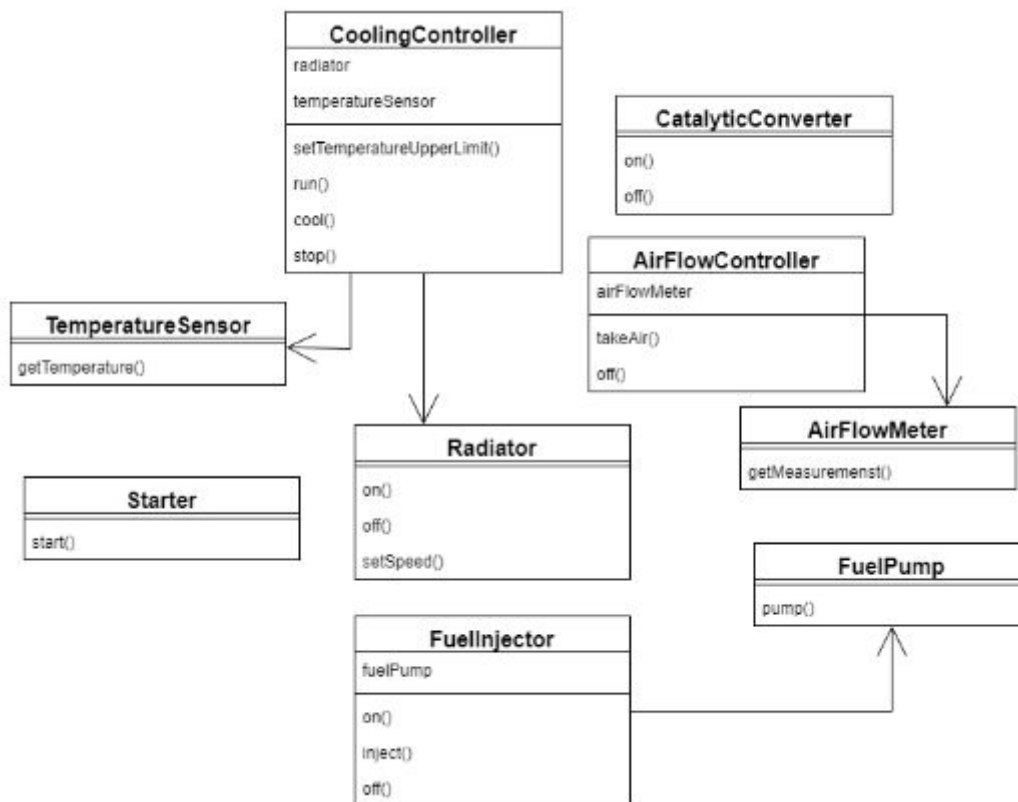 CoolingController
radiator
temperatureSensor
setTemperatureUpperLimit()
run()
cool()
stop()
CatalyticConverter
on()
off()
AirFlowController
airFlowMeter
takeAir()
off()
TemperatureSensor
getTemperature()
Radiator
on()
off()
setSpeed()
AirFlowMeter
getMeasuremenst()
Starter
start()
FuelPump
pump()
FuelInjector
fuelPump
on()
inject()
off()